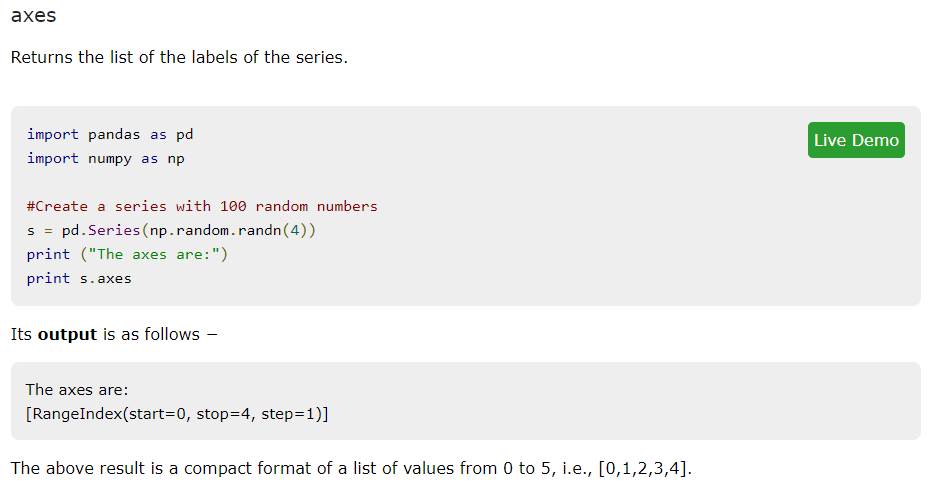 axes
Returns the list of the labels of the series.
import pandas as pd
Live Demo
import numpy as np
#Create a series with 100 random numbers
s = pd.Series(np.random.randn(4))
print ("The axes are:")
print s.axes
Its output is as follows −
The axes are:
[RangeIndex(start=0, stop=4, step=1)]
The above result is a compact format of a list of values from 0 to 5, i.e., [0,1,2,3,4].